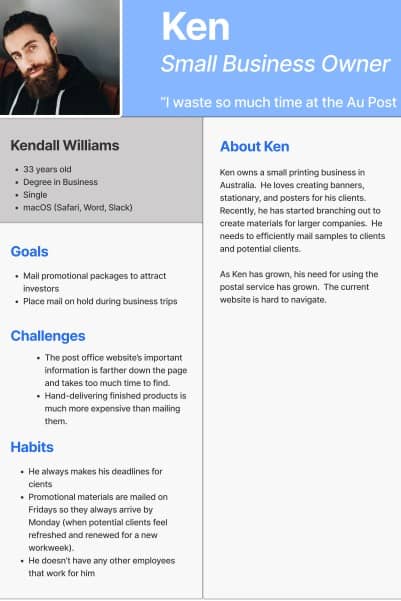 Ken
Small Business Owner
“I waste so much time at the Au Post
Kendall Williams
• 33 years old
• Degree in Business
• Single
• macOS (Safari, Word, Slack)
Goals
• Mail promotional packages to attract
investors
• Place mail on hold during business trips
Challenges
• The post office website's important
information is farther down the page
and takes too much time to find.
• Hand-delivering finished products is
much more expensive than mailing
them.
Habits
• He always makes his deadlines for
cients
• Promotional materials are mailed on
Fridays so they always arrive by
Monday (when potential clients feel
refreshed and renewed for a new
workweek).
• He doesn't have any other employees
that work for him
About Ken
Ken owns a small printing business in
Australia.  He loves creating banners,
stationary, and posters for his clients.
Recently, he has started branching out to
create materials for larger companies.  He
needs to efficiently mail samples to clients
and potential clients.
As Ken has grown, his need for using the
postal service has grown.  The current
website is hard to navigate.